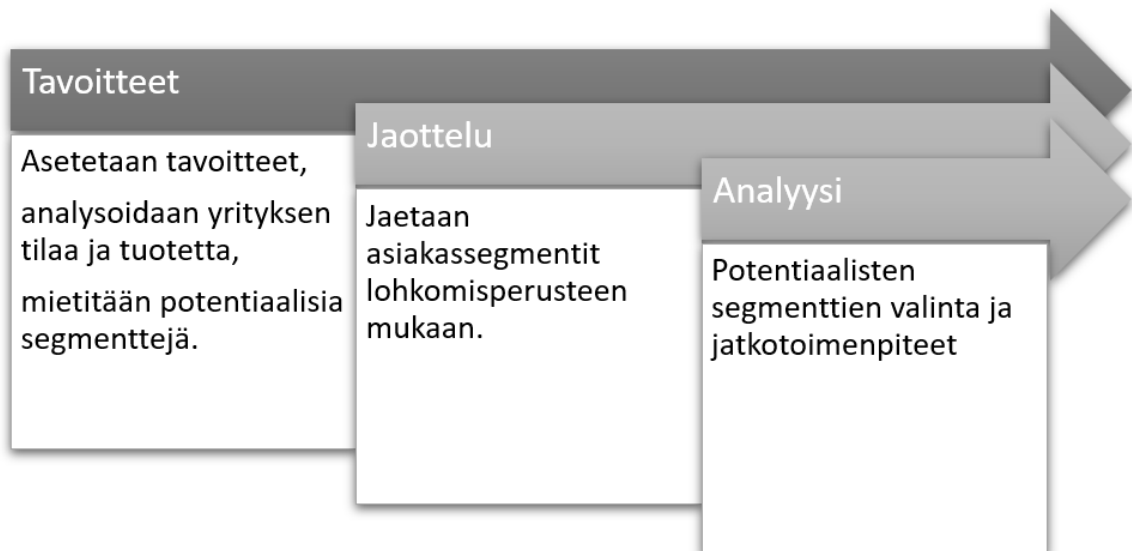 Tavoitteet
Asetetaan tavoitteet,
analysoidaan yrityksen
tilaa ja tuotetta,
mietitään potentiaalisia
segmenttejä.
Jaottelu
Jaetaan
asiakassegmentit
lohkomisperusteen
mukaan.
Analyysi
Potentiaalisten
segmenttien valinta ja
jatkotoimenpiteet